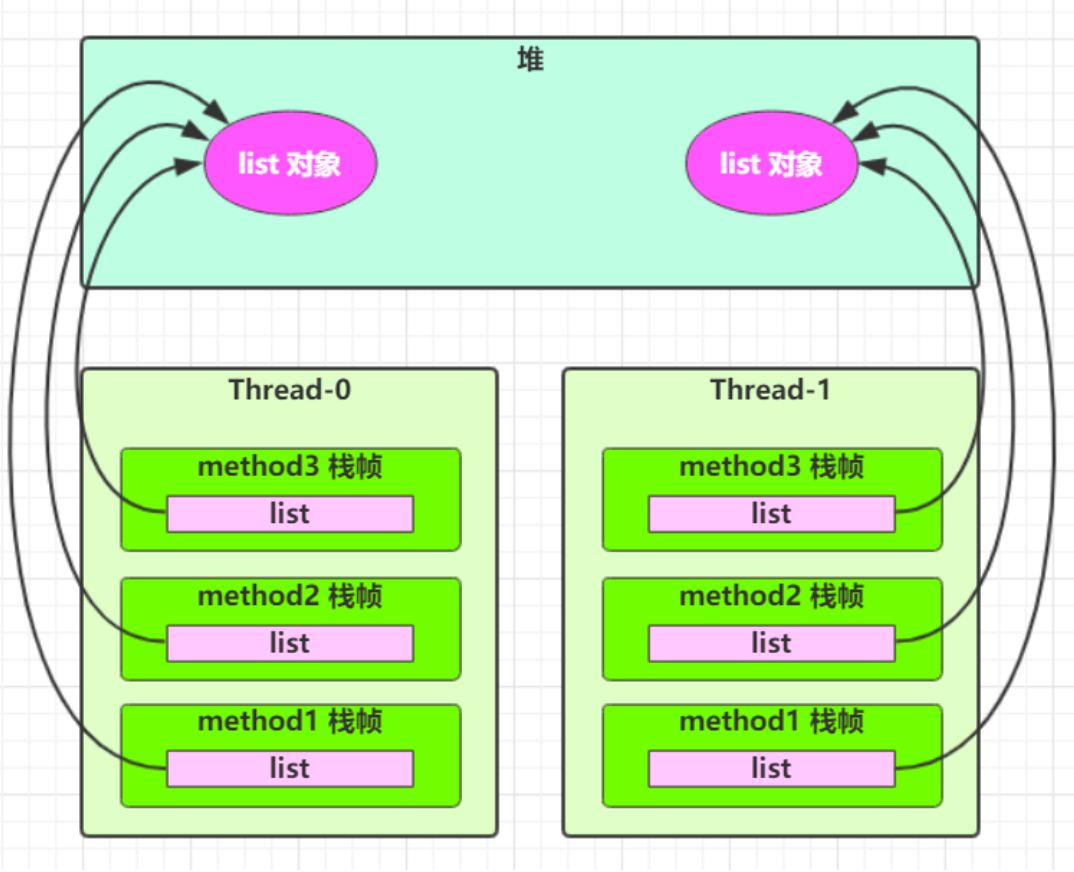 堆
list 对象
list 对象
Thread-0
method3 栈帧
list
method2 栈帧
list
method1 栈帧
list
Thread-1
method3 栈帧
list
method2 栈帧
list
method1 栈帧
list